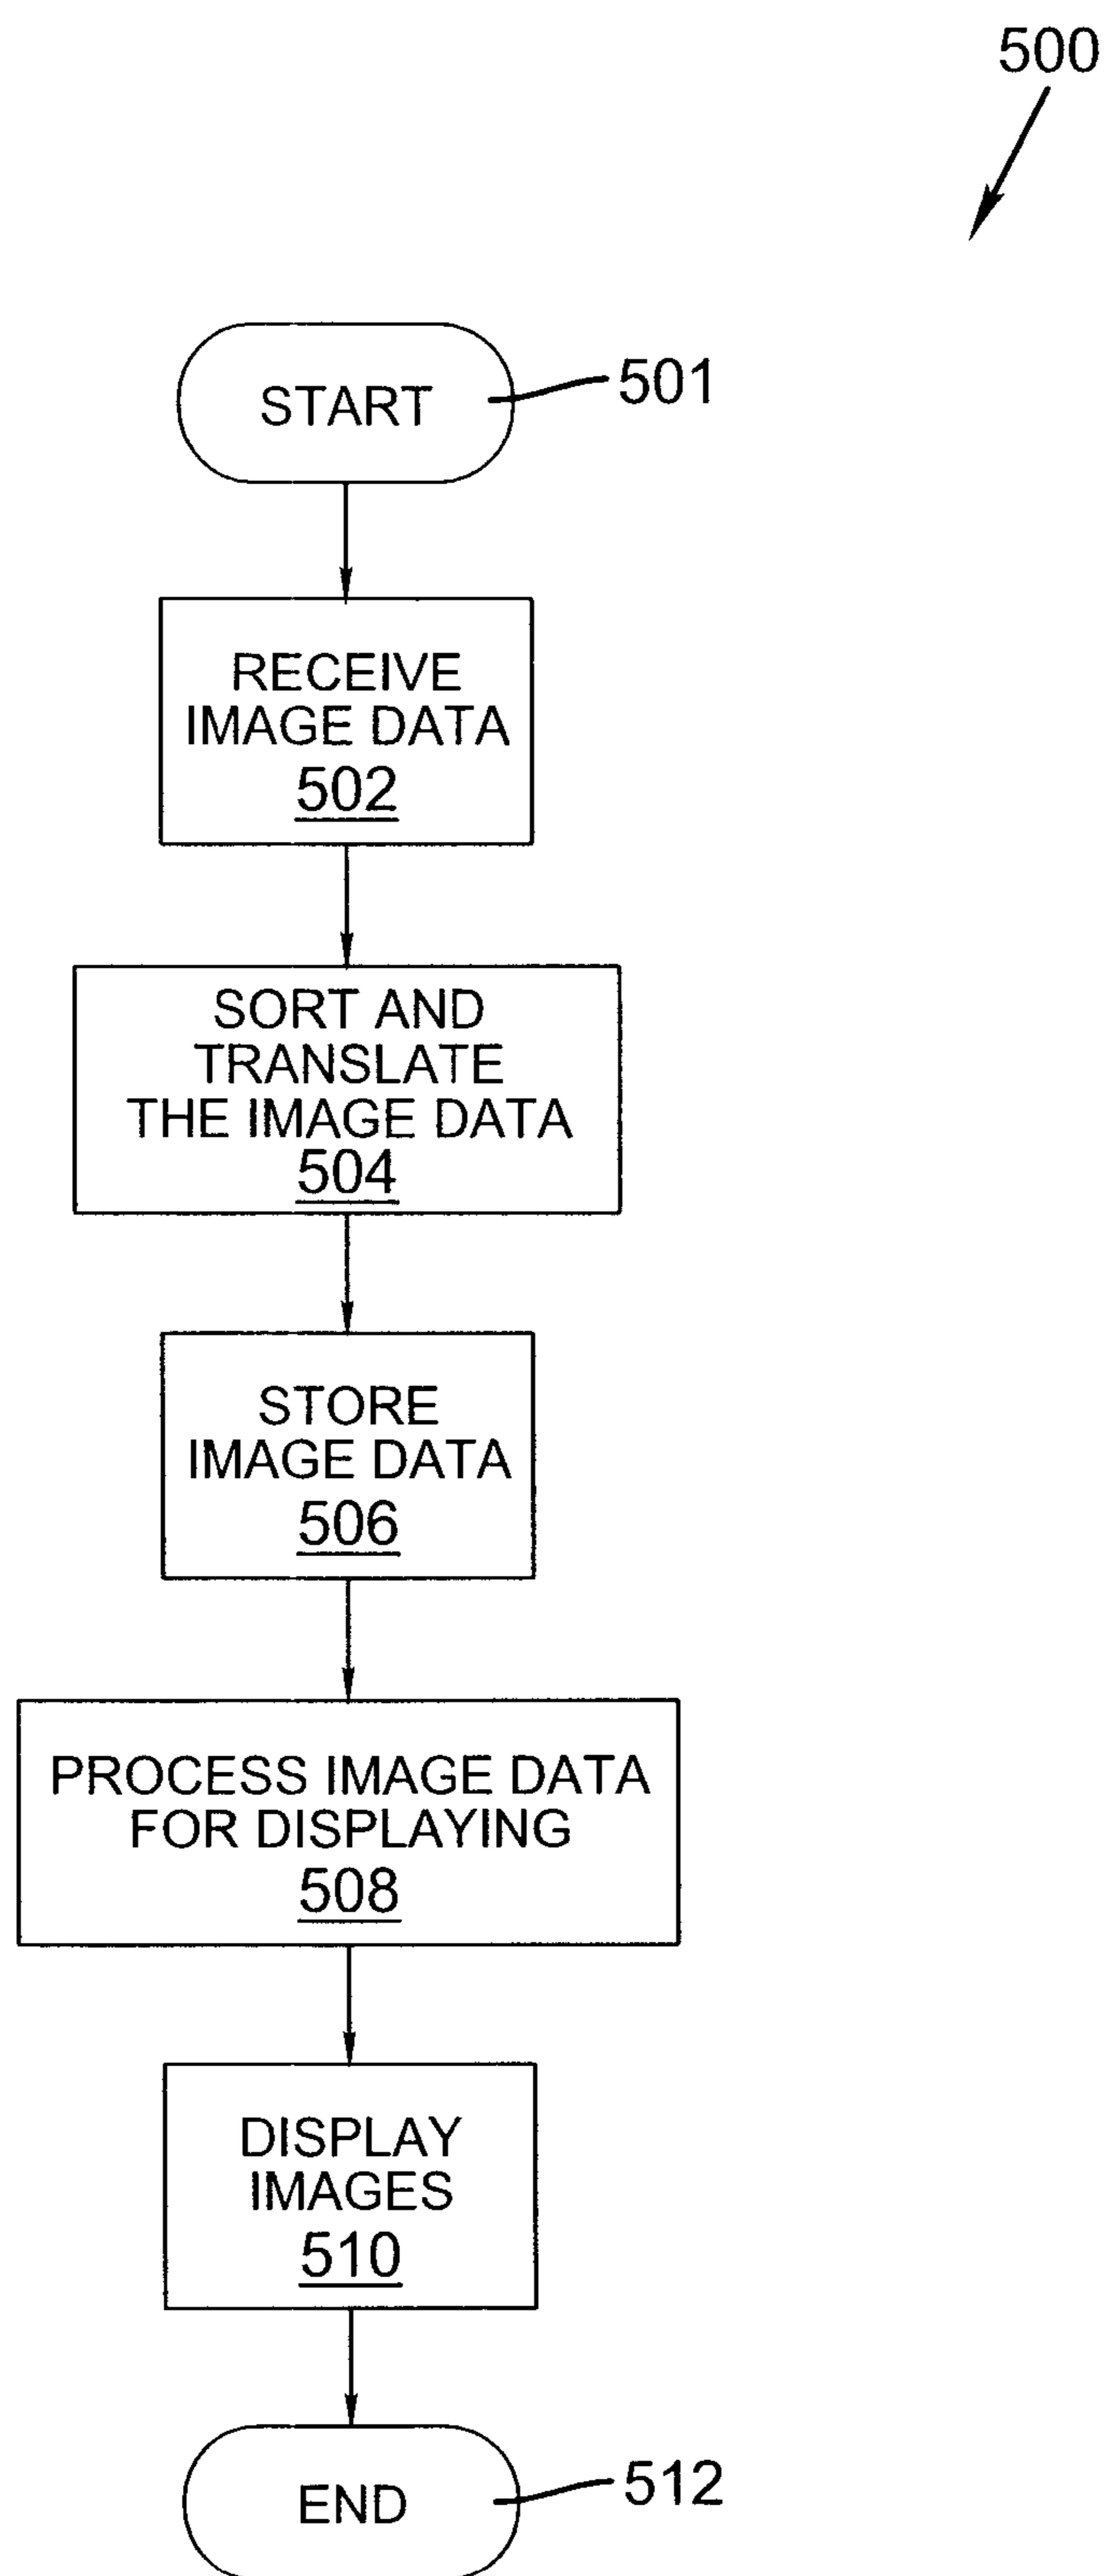 500
START
501
RECEIVE
IMAGE DATA
502
SORT AND
TRANSLATE
THE IMAGE DATA
504
STORE
IMAGE DATA
506
PROCESS IMAGE DATA
FOR DISPLAYING
508
DISPLAY
IMAGES
510
END
512